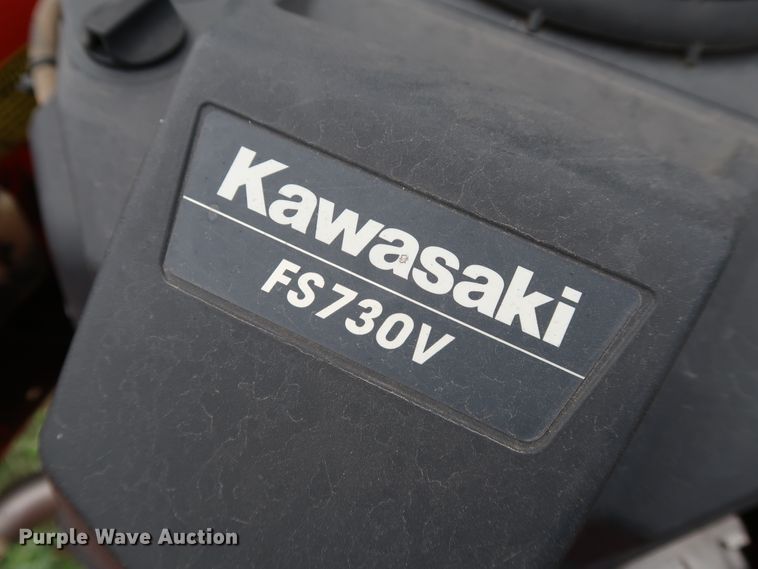 Kawasaki
FS730V
Purple Wave Auction